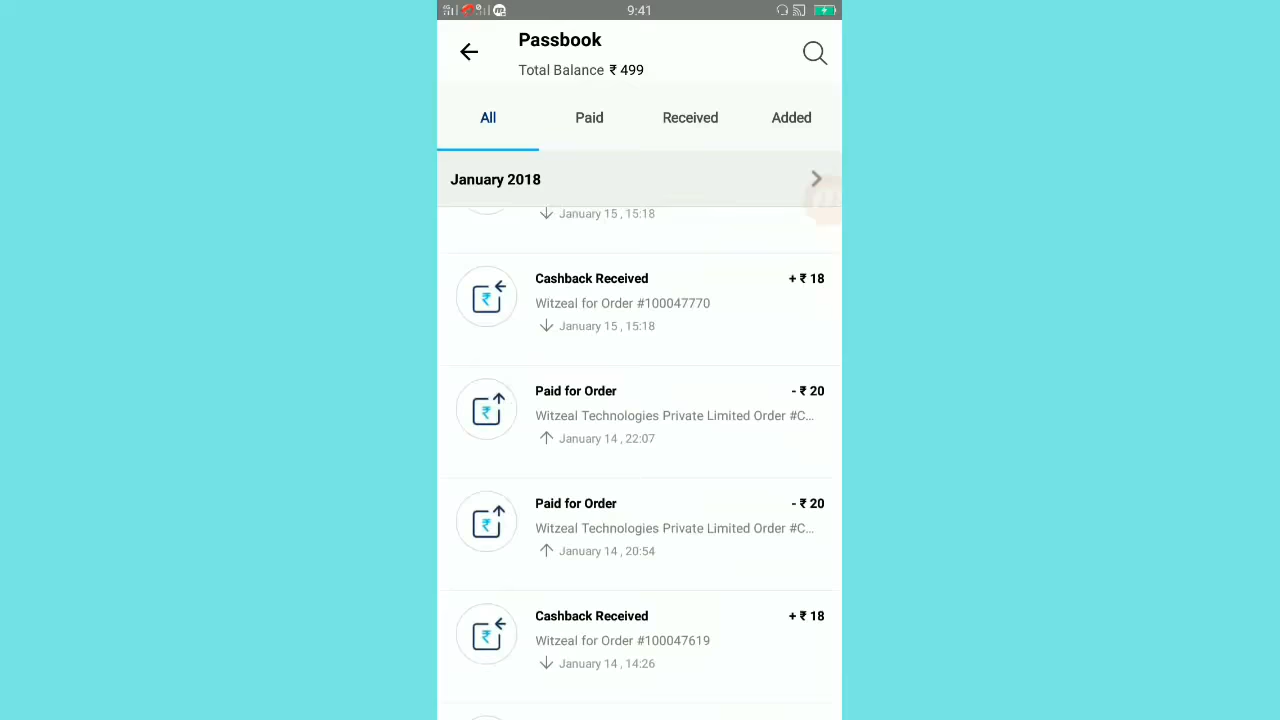 9:41
Passbook
Total Balance ₹ 499
All Paid Received Added
January 2018
January 15 , 15:18
Cashback Received + ₹ 18
Witzeal for Order #100047770
January 15 , 15:18
Paid for Order - ₹ 20
Witzeal Technologies Private Limited Order #C...
January 14 , 22:07
Paid for Order - ₹ 20
Witzeal Technologies Private Limited Order #C...
January 14 , 20:54
Cashback Received + ₹ 18
Witzeal for Order #100047619
January 14 , 14:26